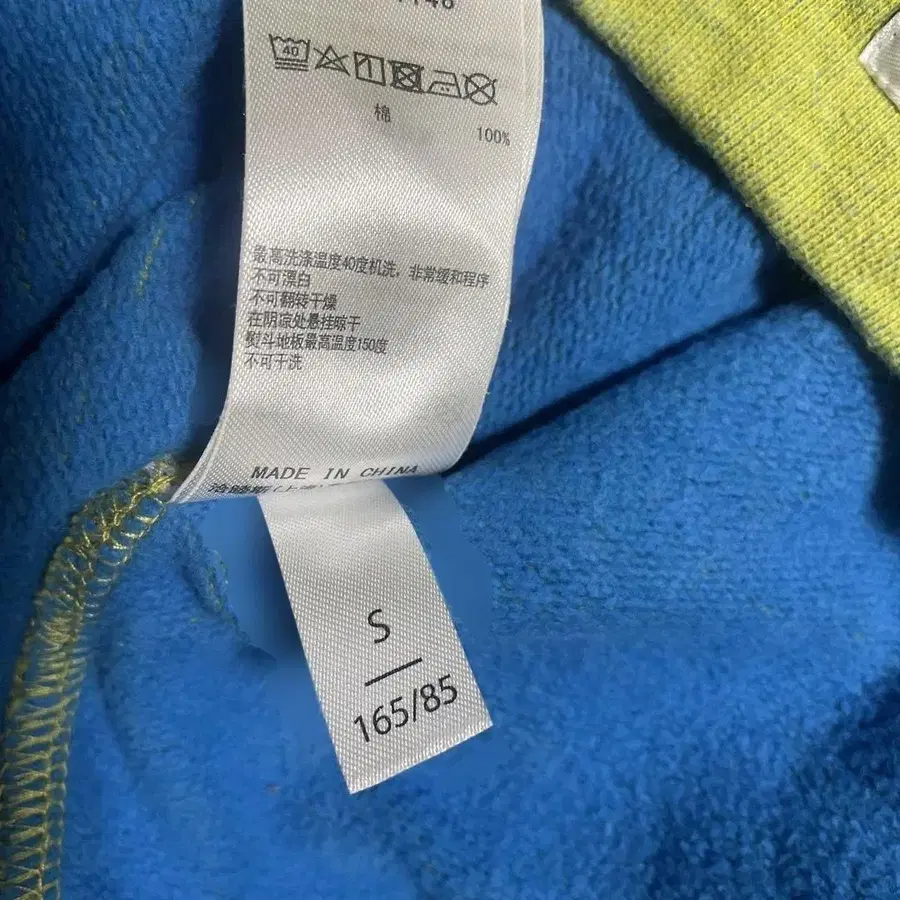 40
棉
100%
最高洗涤温度40度机洗，非常缓和程序
不可漂白
不可翻转干燥
在阴凉处悬挂晾干
熨斗地板最高温度150度
不可干洗
MADE IN CHINA
S
165/85